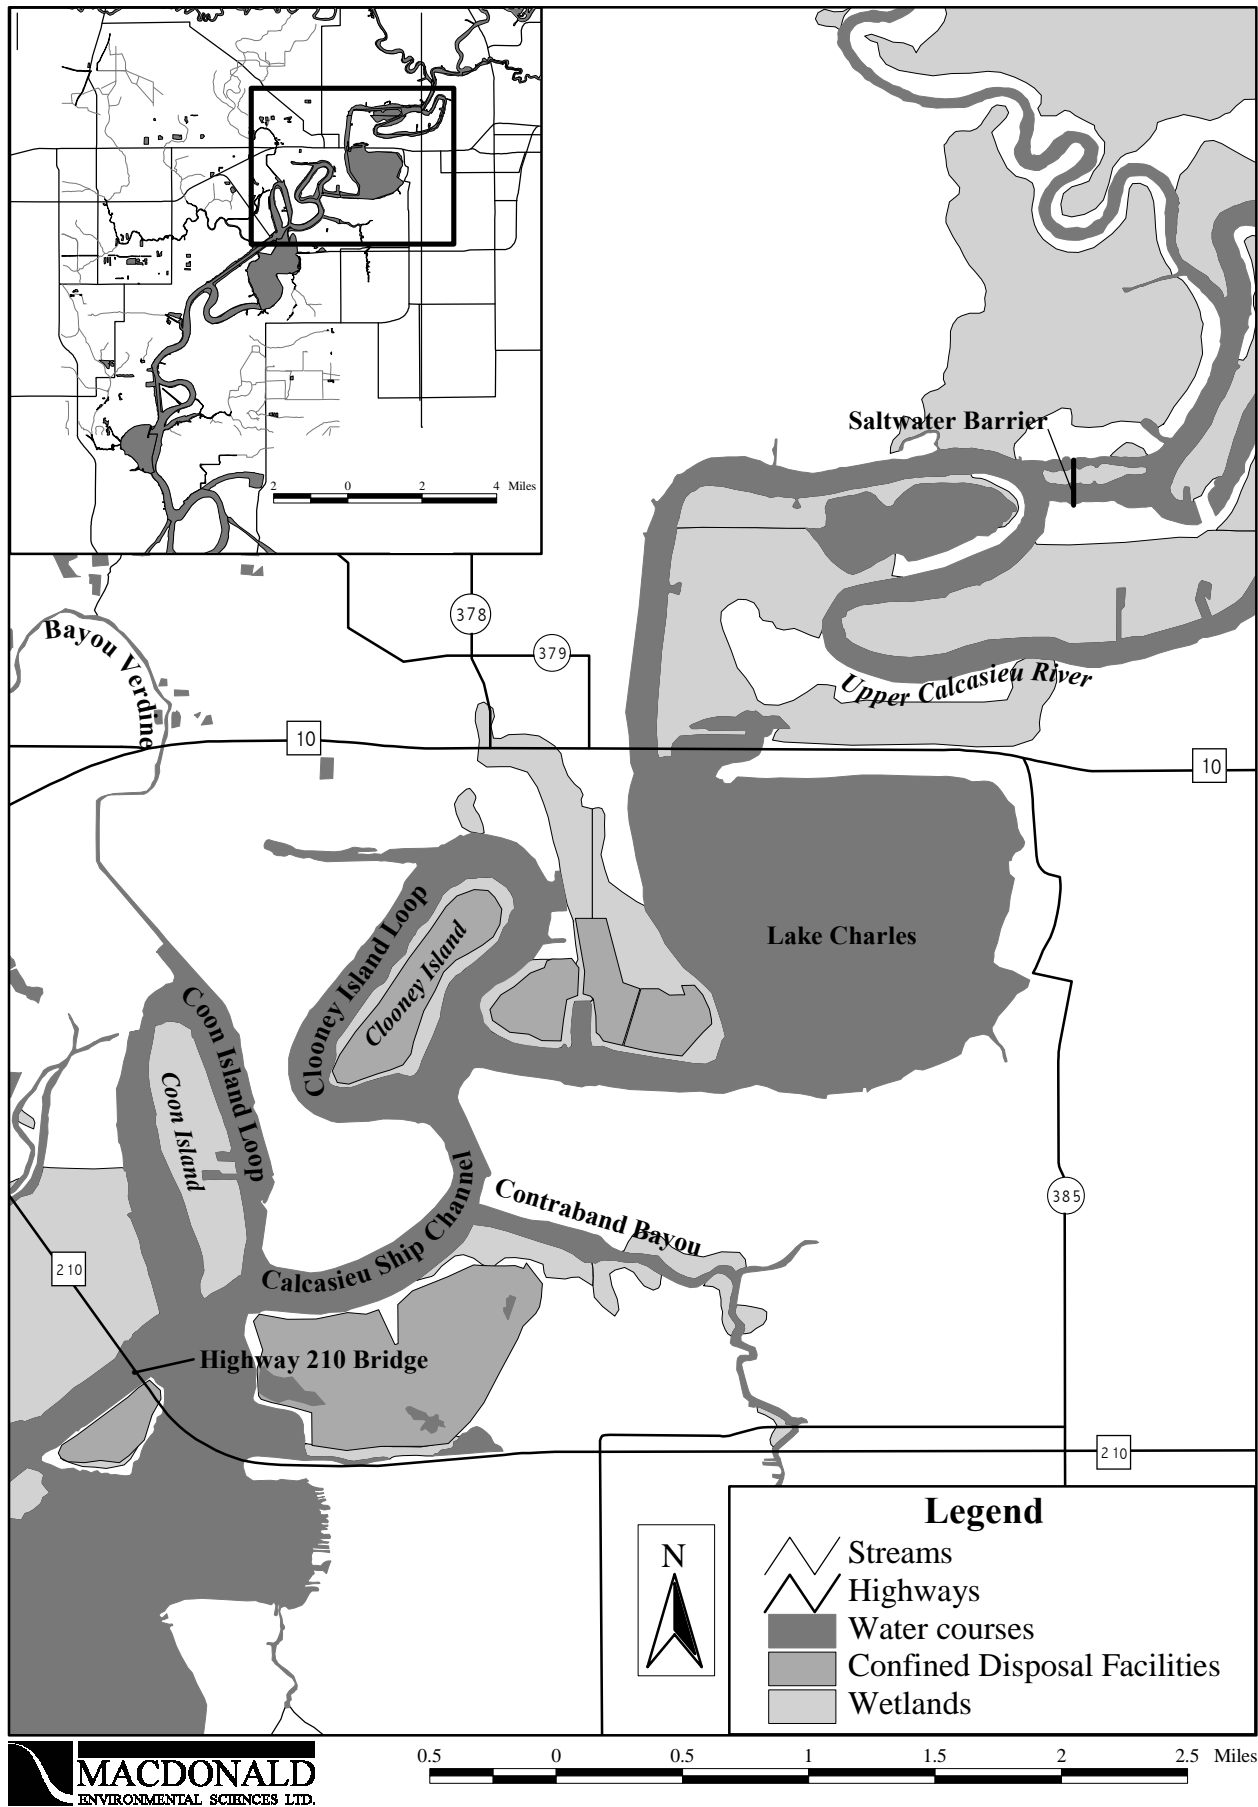 2 0 2 4 Miles
Saltwater Barrier
378
Bayou Verdine
379
Upper Calcasieu River
10
10
Clooney Island Loop
Clooney Island
Lake Charles
Coon Island Loop
Coon Island
385
Contraband Bayou
Calcasieu Ship Channel
210
Highway 210 Bridge
210
Legend
N
Streams
Highways
Water courses
Confined Disposal Facilities
Wetlands
0.5 0 0.5 1 1.5 2 2.5 Miles
MACDONALD
ENVIRONMENTAL SCIENCES LTD.